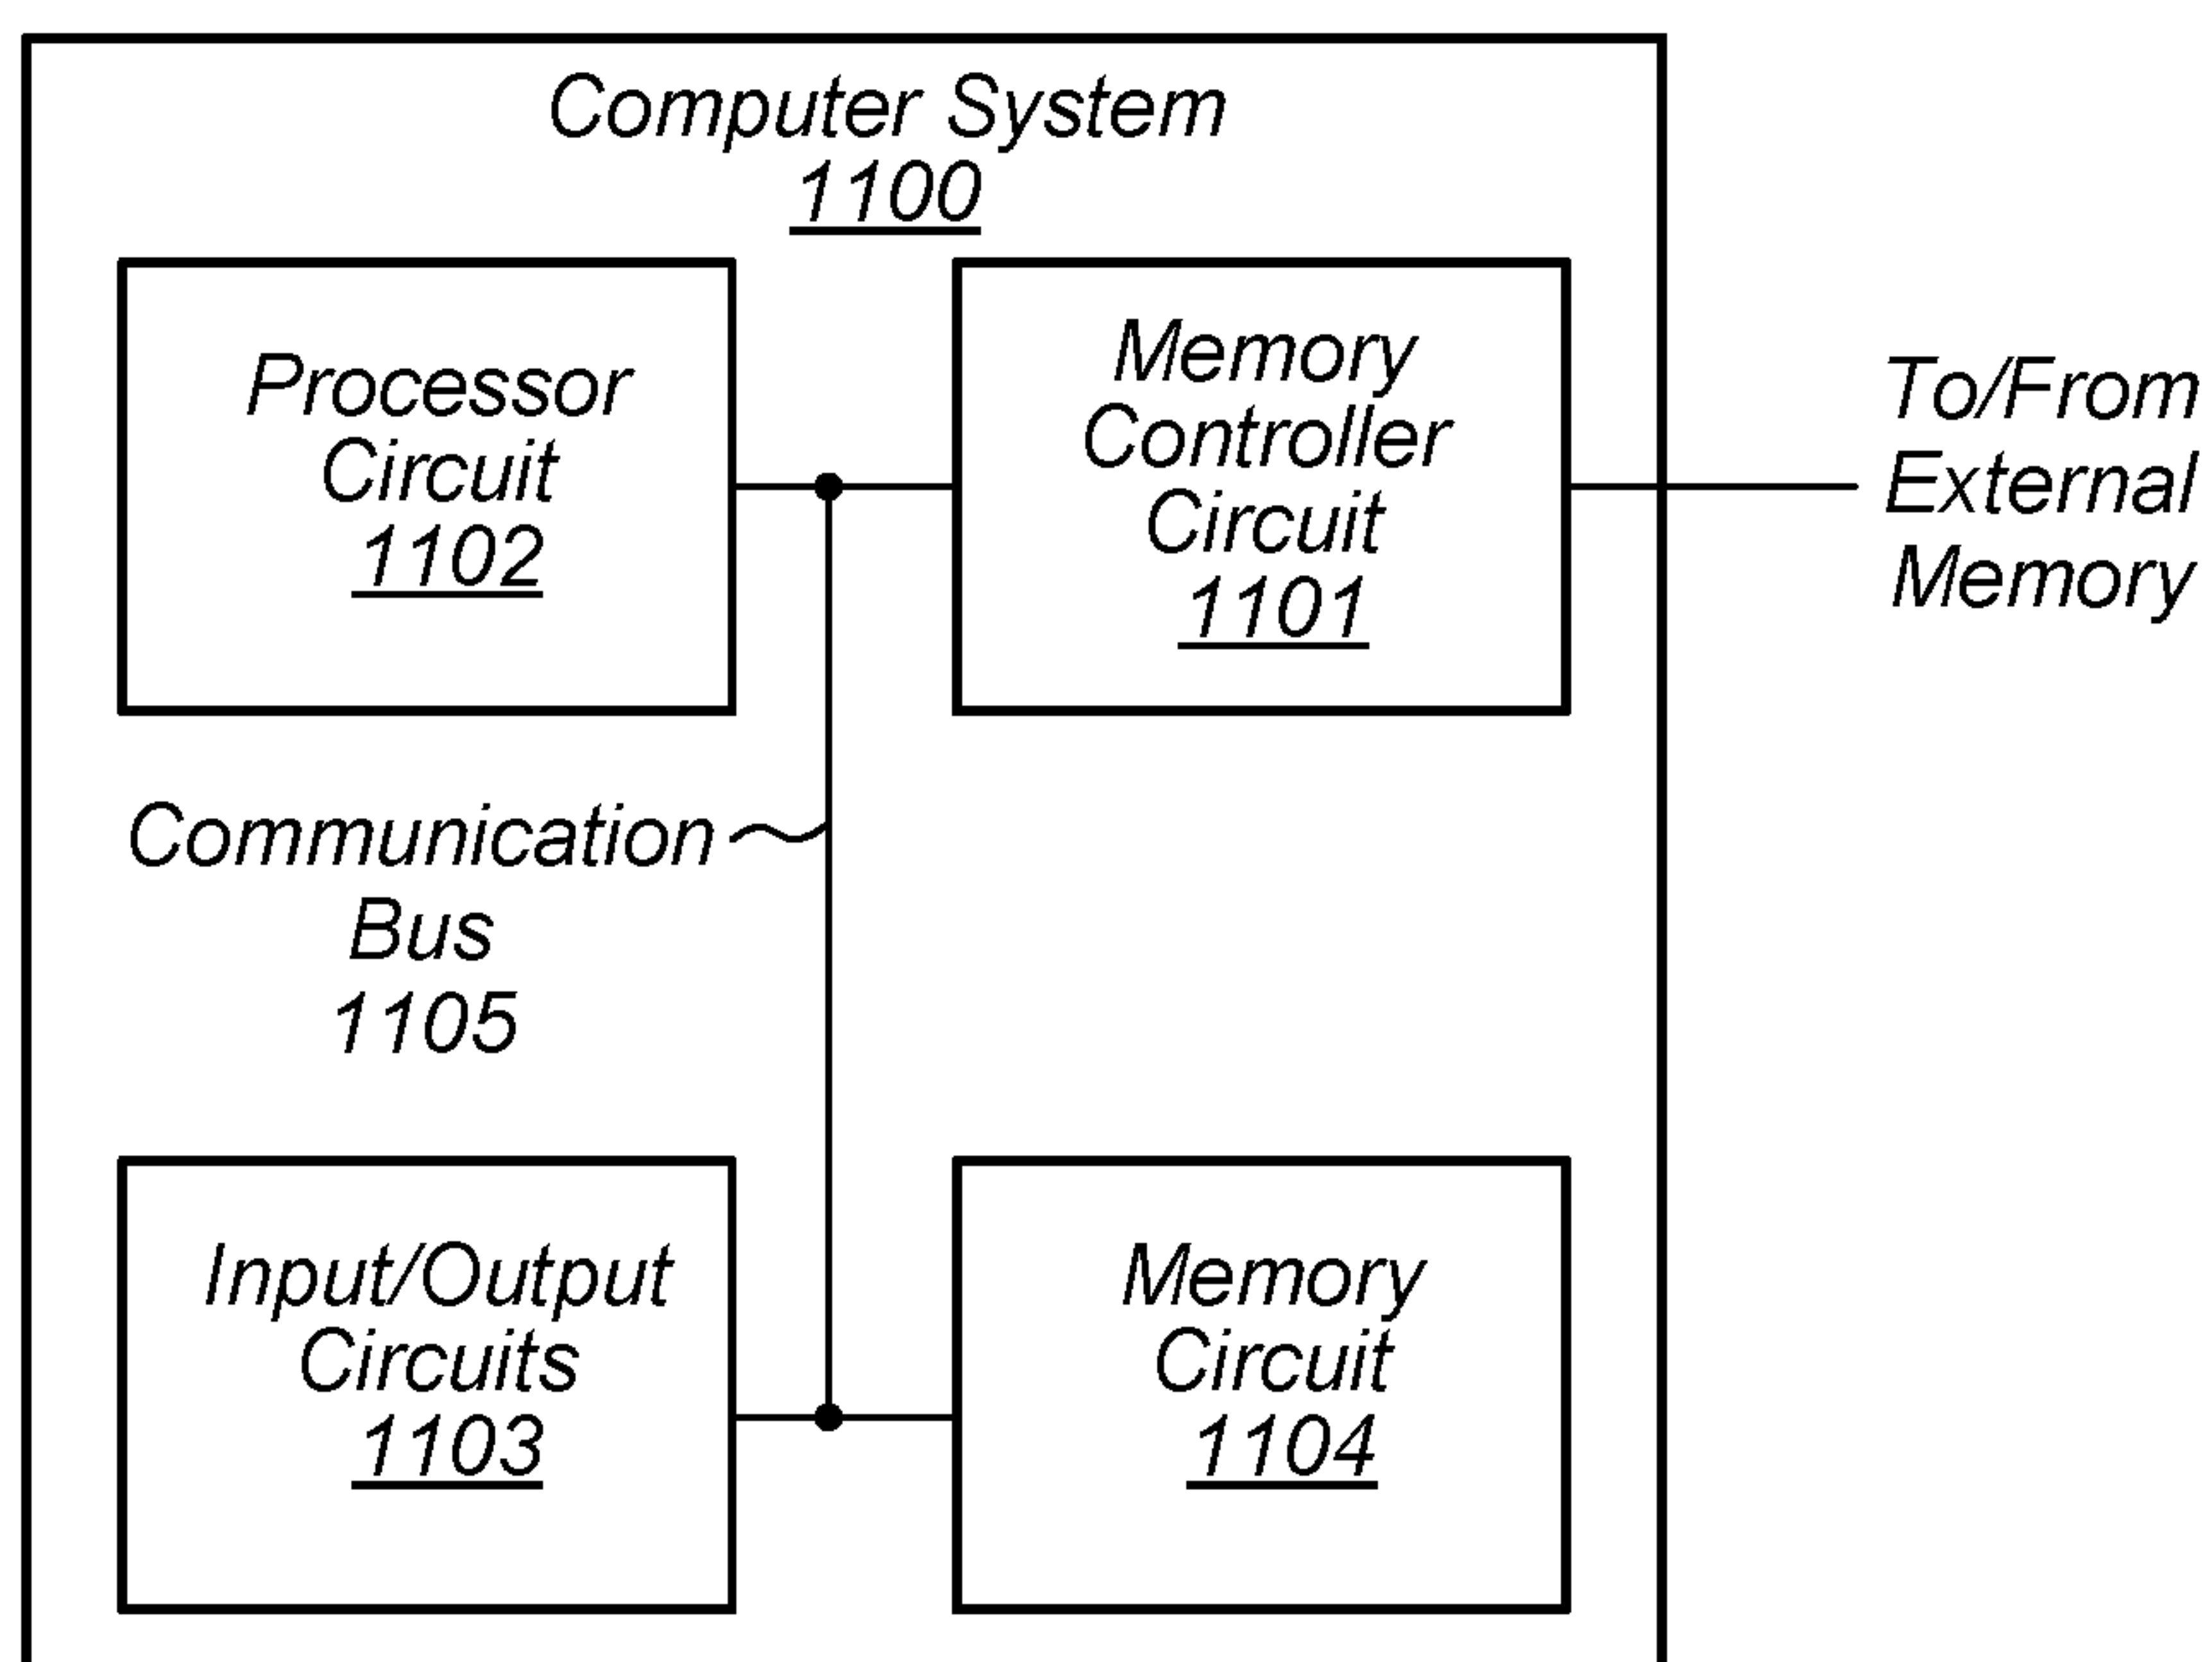 Computer System
1100
Processor
Circuit
1102
Memory
Controller
Circuit
1101
To/From
External
Memory
Communication
Bus
1105
Input/Output
Circuits
1103
Memory
Circuit
1104